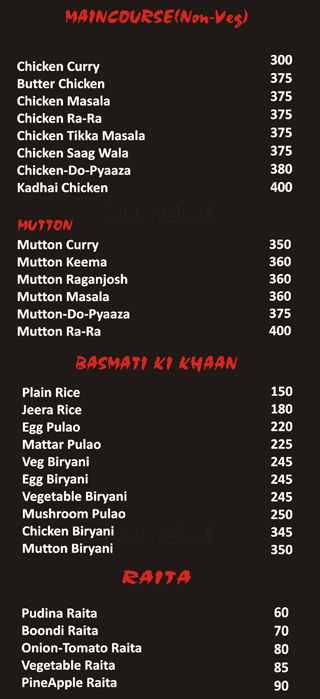 MAINCOURSE(Non-Veg)
Chicken Curry 300
Butter Chicken 375
Chicken Masala 375
Chicken Ra-Ra 375
Chicken Tikka Masala 375
Chicken Saag Wala 375
Chicken-Do-Pyaaza 380
Kadhai Chicken 400
zomato
MUTTON
Mutton Curry 350
Mutton Keema 360
Mutton Raganjosh 360
Mutton Masala 360
Mutton-Do-Pyaaza 375
Mutton Ra-Ra 400
BASMATI KI KHAAN
Plain Rice 150
Jeera Rice 180
Egg Pulao 220
Mattar Pulao 225
Veg Biryani 245
Egg Biryani 245
Vegetable Biryani 245
Mushroom Pulao 250
Chicken Biryani 345
zomato
Mutton Biryani 350
RAITA
Pudina Raita 60
Boondi Raita 70
Onion-Tomato Raita 80
Vegetable Raita 85
PineApple Raita 90